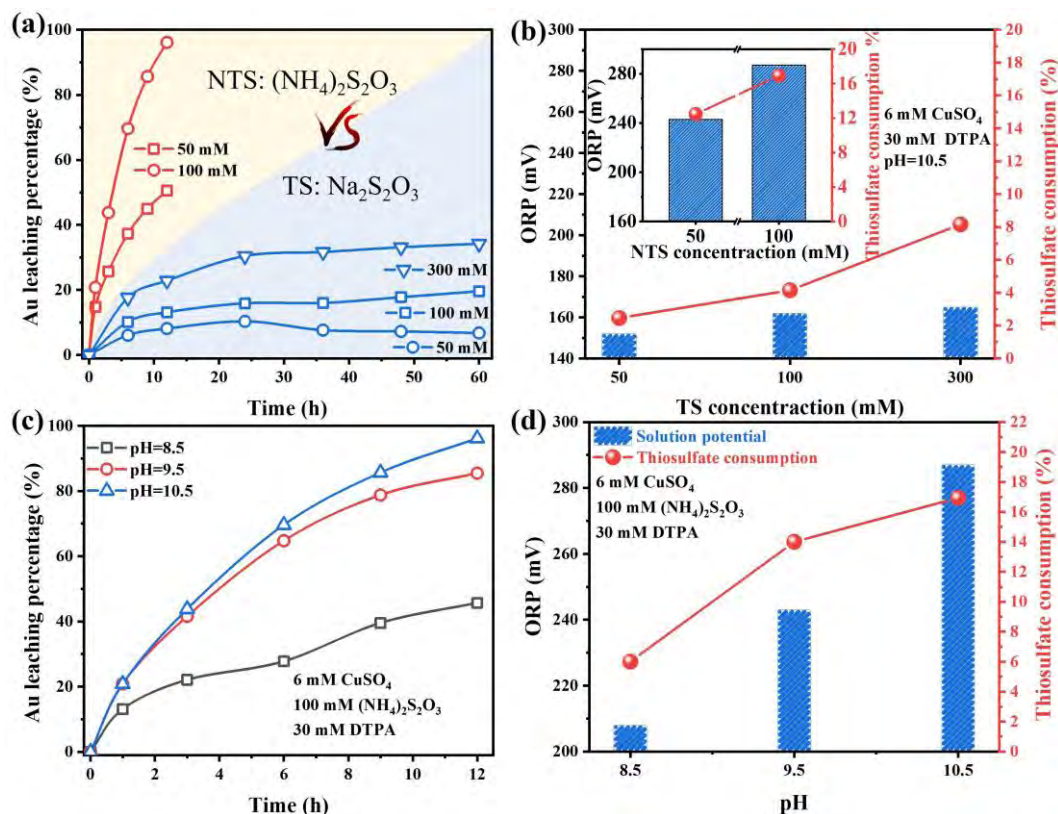 (a)
Au leaching percentage (%)
100
80
60
40
20
0
NTS: (NH₄)₂S₂O₃
VS
TS: Na₂S₂O₃
50 mM
100 mM
300 mM
100 mM
50 mM
0 10 20 30 40 50 60
Time (h)
(b)
ORP (mV)
300
280
260
240
220
200
180
160
140
280
240
200
160
ORP (mV)
20
16
12
8
4
0
Thiosulfate consumption %
50 100
NTS concentration (mM)
6 mM CuSO₄
30 mM DTPA
pH=10.5
20
18
16
14
12
10
8
6
4
2
0
Thiosulfate consumption (%)
50 100 300
TS concentraction (mM)
(c)
Au leaching percentage (%)
100
80
60
40
20
0
pH=8.5
pH=9.5
pH=10.5
6 mM CuSO₄
100 mM (NH₄)₂S₂O₃
30 mM DTPA
0 2 4 6 8 10 12
Time (h)
(d)
ORP (mV)
300
280
260
240
220
200
Solution potential
Thiosulfate consumption
6 mM CuSO₄
100 mM (NH₄)₂S₂O₃
30 mM DTPA
22
20
18
16
14
12
10
8
6
4
2
0
Thiosulfate consumption (%)
8.5 9.5 10.5
pH